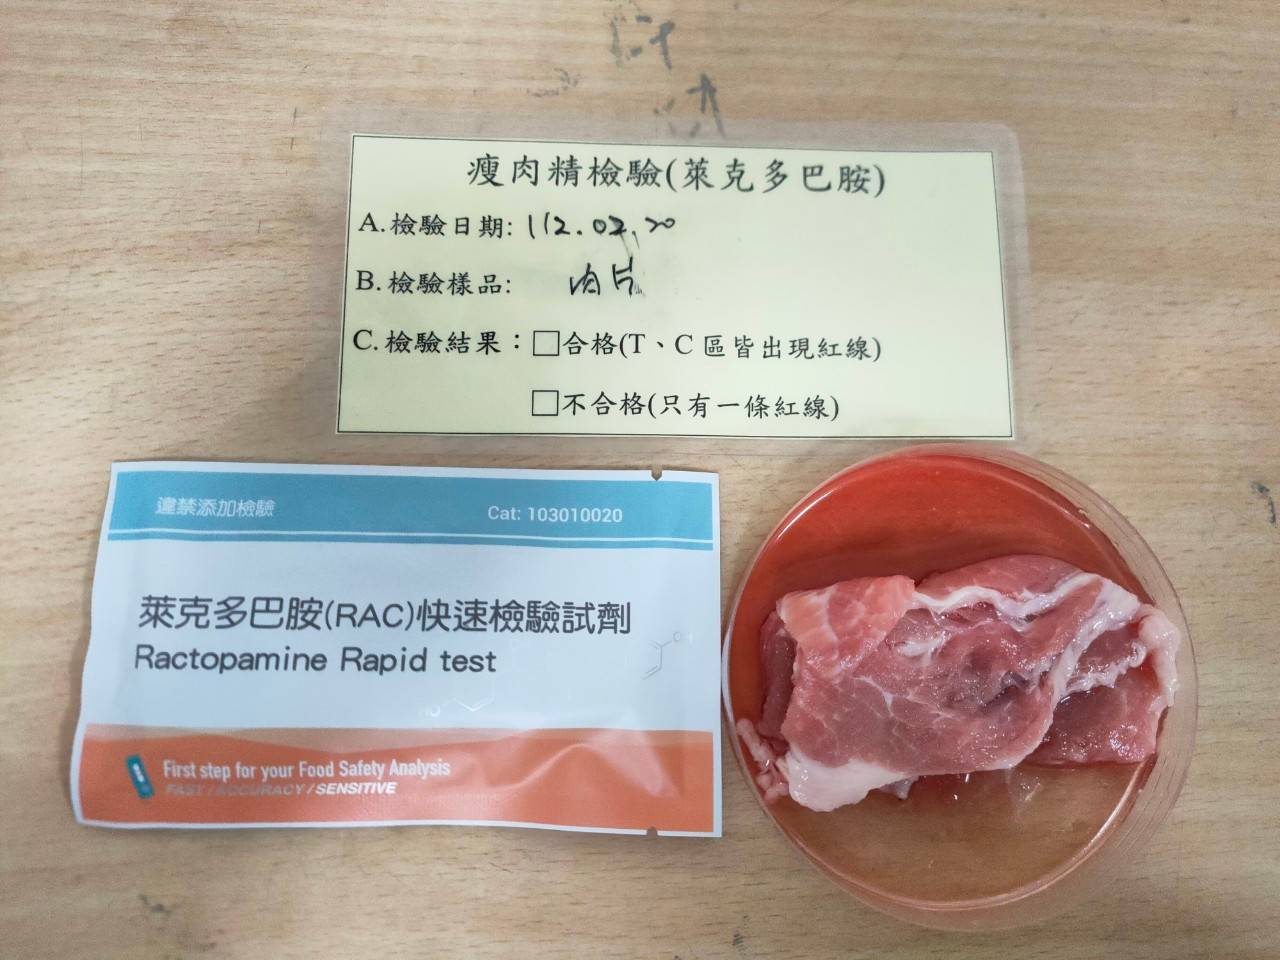 瘦肉精檢驗(萊克多巴胺)
A.檢驗日期: 112.02.20
B.檢驗樣品: 肉片
C.檢驗結果：□合格(T、C區皆出現紅線)
□不合格(只有一條紅線)
違禁添加檢驗
Cat: 103010020
萊克多巴胺(RAC)快速檢驗試劑
Ractopamine Rapid test
OH
HO
First step for your Food Safety Analysis
FAST / ACCURACY / SENSITIVE